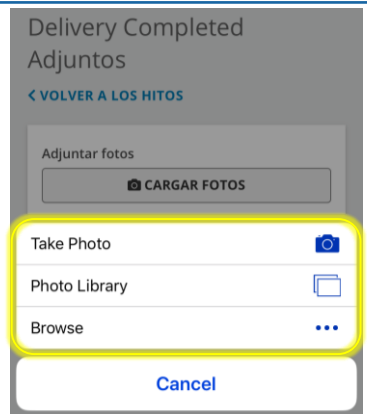 Delivery Completed
Adjuntos
< VOLVER A LOS HITOS
Adjuntar fotos
CARGAR FOTOS
Take Photo
Photo Library
Browse
Cancel